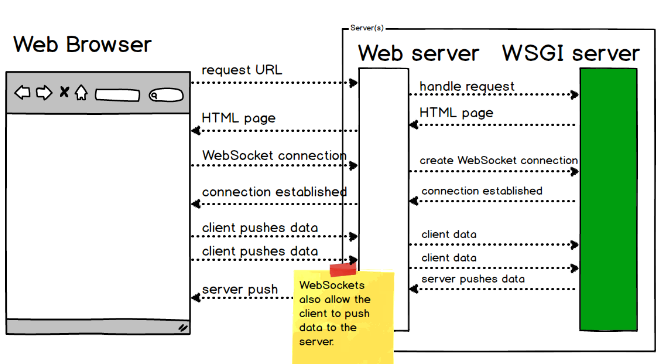 Server(s)
Web Browser
Web server
WSGI server
request URL
handle request
HTML page
HTML page
WebSocket connection
create WebSocket connection
connection established
connection established
client pushes data
client data
client pushes data
client data
server push
server pushes data
WebSockets
also allow the
client to push
data to the
server.